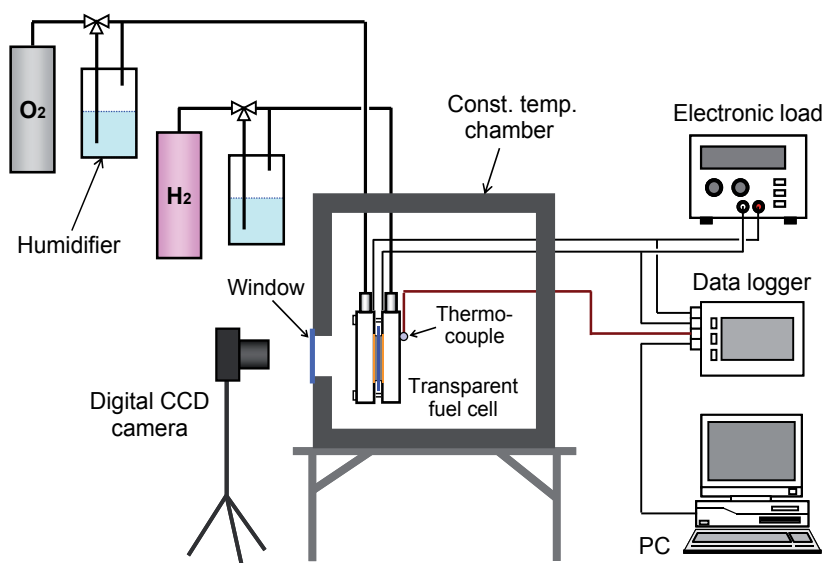 O2
H2
Humidifier
Const. temp.
chamber
Electronic load
Window
Thermo-
couple
Data logger
Digital CCD
camera
Transparent
fuel cell
PC